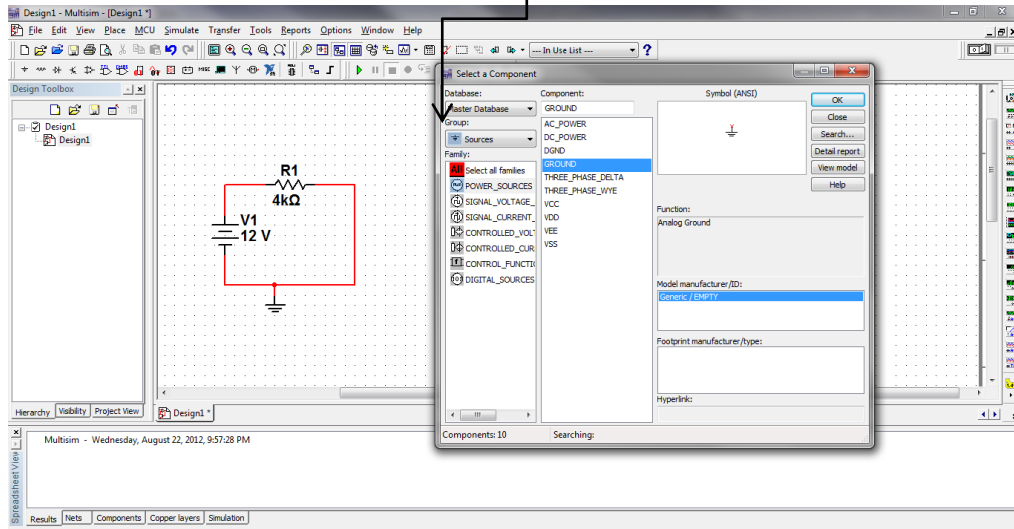 Design1 - Multisim - [Design1 *]
File Edit View Place MCU Simulate Transfer Tools Reports Options Window Help
--- In Use List ---
Design Toolbox
Design1
Design1
R1
4kΩ
V1
12 V
Hierarchy Visibility Project View
Design1 *
Select a Component
Database:
Master Database
Group:
Sources
Family:
All Select all families
POWER_SOURCES
SIGNAL_VOLTAGE_
SIGNAL_CURRENT_
CONTROLLED_VOLT
CONTROLLED_CUR
CONTROL_FUNCTI
DIGITAL_SOURCES
Component:
GROUND
AC_POWER
DC_POWER
DGND
GROUND
THREE_PHASE_DELTA
THREE_PHASE_WYE
VCC
VDD
VEE
VSS
Symbol (ANSI)
OK
Close
Search...
Detail report
View model
Help
Function:
Analog Ground
Model manufacturer/ID:
Generic / EMPTY
Footprint manufacturer/type:
Hyperlink:
Components: 10 Searching:
Multisim - Wednesday, August 22, 2012, 9:57:28 PM
Spreadsheet View
Results Nets Components Copper layers Simulation